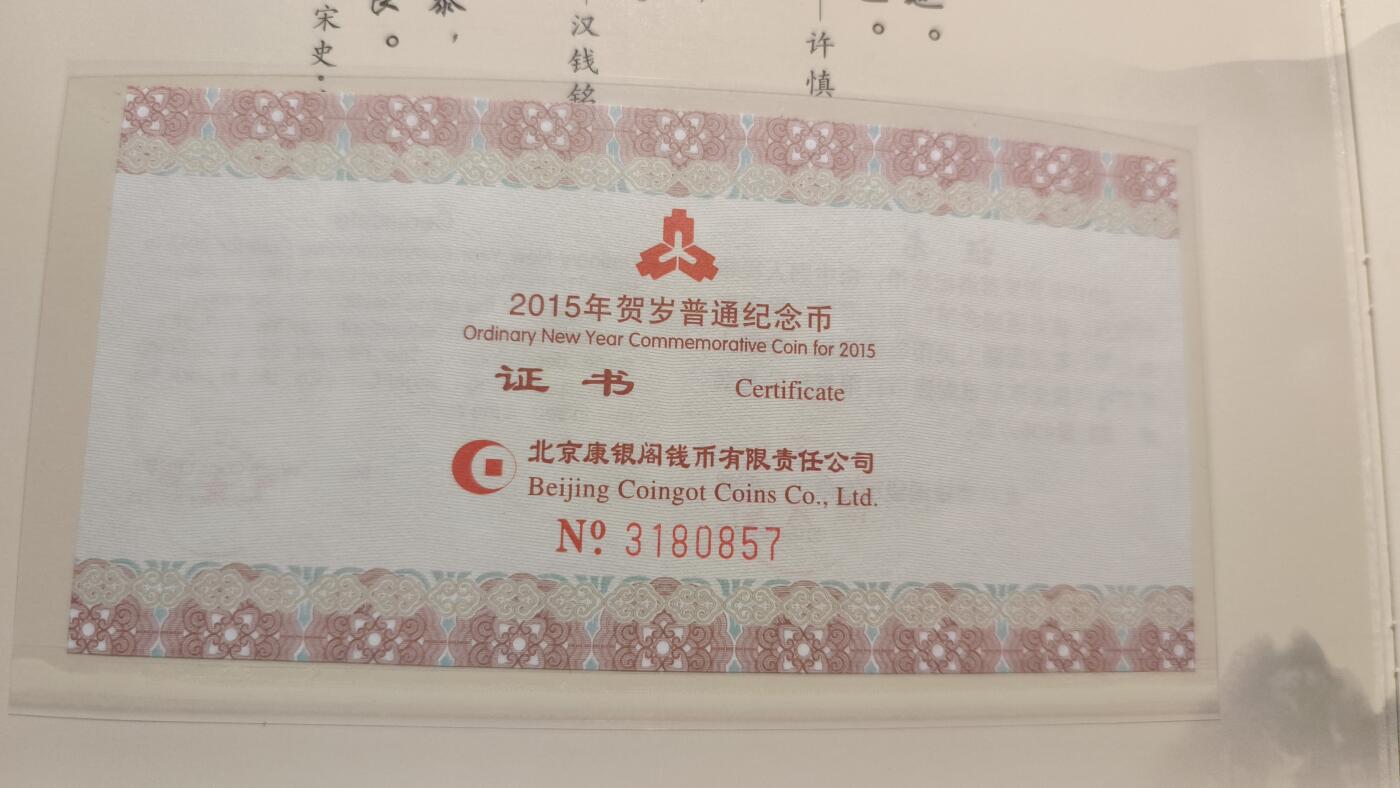 宋史·
泰，
。
汉钱铭
—许慎
。
。
2015年贺岁普通纪念币
Ordinary New Year Commemorative Coin for 2015
证书 Certificate
北京康银阁钱币有限责任公司
Beijing Coingot Coins Co., Ltd.
Nº 3180857